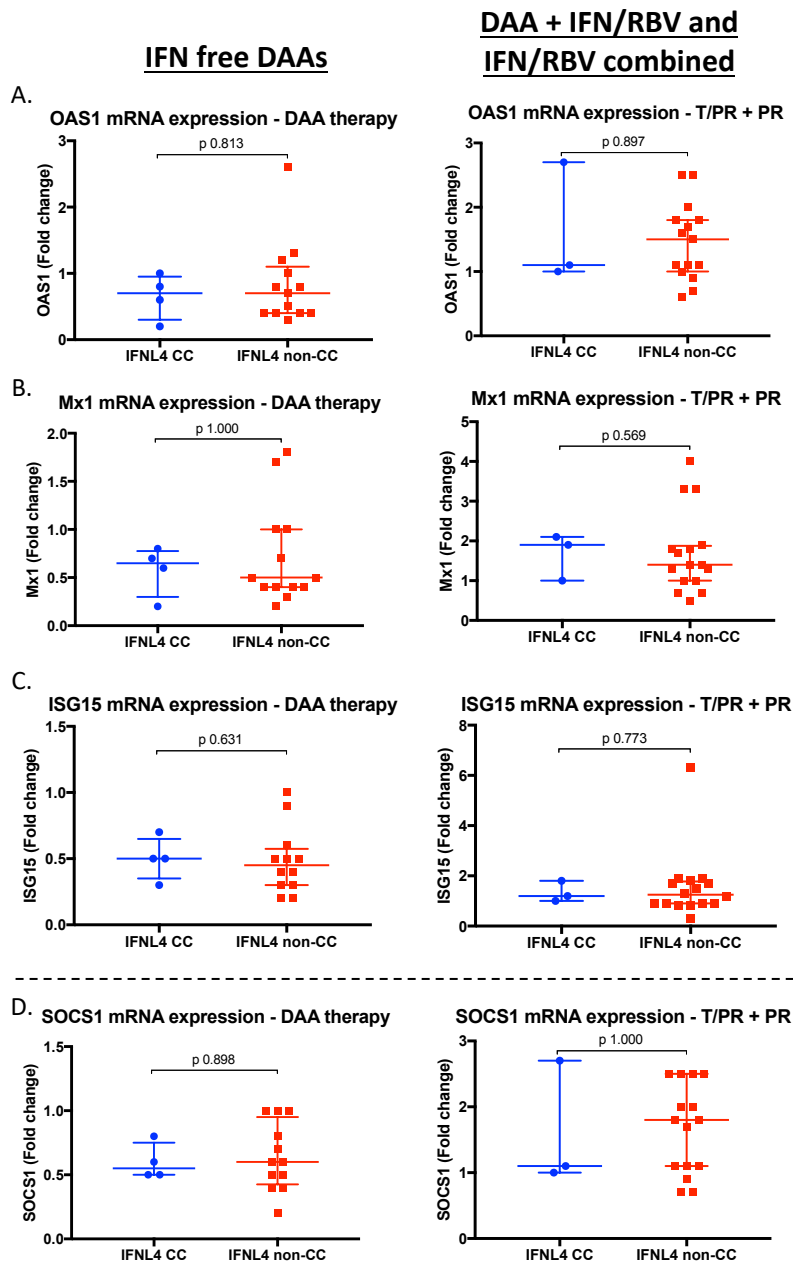 IFN free DAAs
DAA + IFN/RBV and
IFN/RBV combined
A.
OAS1 mRNA expression - DAA therapy
p 0.813
3
2
1
0
OAS1 (Fold change)
IFNL4 CC
IFNL4 non-CC
OAS1 mRNA expression - T/PR + PR
p 0.897
3
2
1
0
OAS1 (Fold change)
IFNL4 CC
IFNL4 non-CC
B.
Mx1 mRNA expression - DAA therapy
p 1.000
2.0
1.5
1.0
0.5
0.0
Mx1 (Fold change)
IFNL4 CC
IFNL4 non-CC
Mx1 mRNA expression - T/PR + PR
p 0.569
5
4
3
2
1
0
Mx1 (Fold change)
IFNL4 CC
IFNL4 non-CC
C.
ISG15 mRNA expression - DAA therapy
p 0.631
1.5
1.0
0.5
0.0
ISG15 (Fold change)
IFNL4 CC
IFNL4 non-CC
ISG15 mRNA expression - T/PR + PR
p 0.773
8
6
4
2
0
ISG15 (Fold change)
IFNL4 CC
IFNL4 non-CC
D.
SOCS1 mRNA expression - DAA therapy
p 0.898
1.5
1.0
0.5
0.0
SOCS1 (Fold change)
IFNL4 CC
IFNL4 non-CC
SOCS1 mRNA expression - T/PR + PR
p 1.000
3
2
1
0
SOCS1 (Fold change)
IFNL4 CC
IFNL4 non-CC